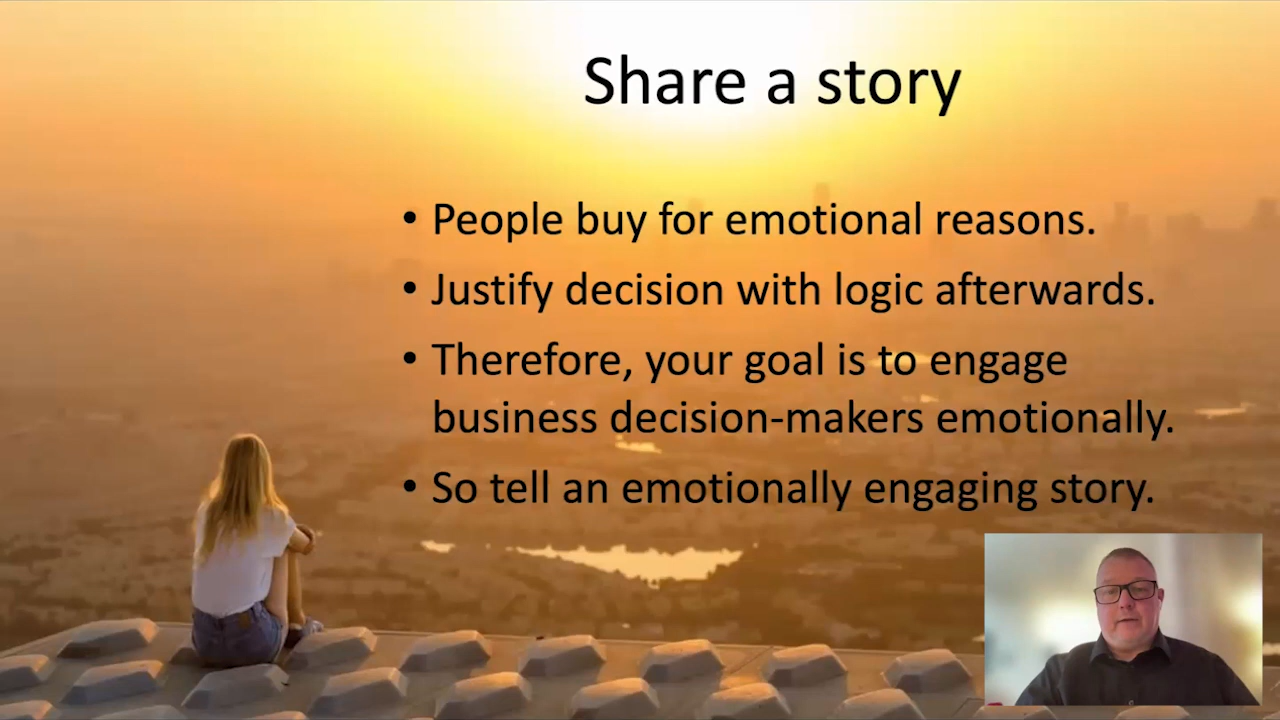 Share a story
• People buy for emotional reasons.
• Justify decision with logic afterwards.
• Therefore, your goal is to engage
business decision-makers emotionally.
• So tell an emotionally engaging story.